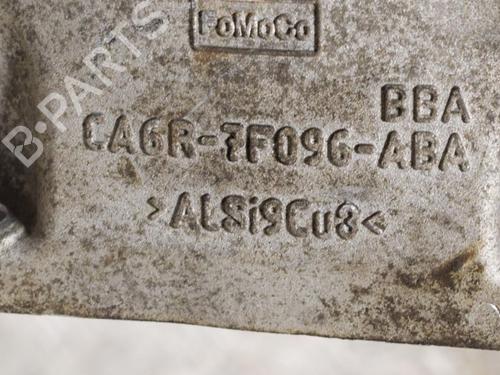 FoMoCo
BBA
CA6R-7F096-ABA
>ALSi9Cu3<
B-PARTS